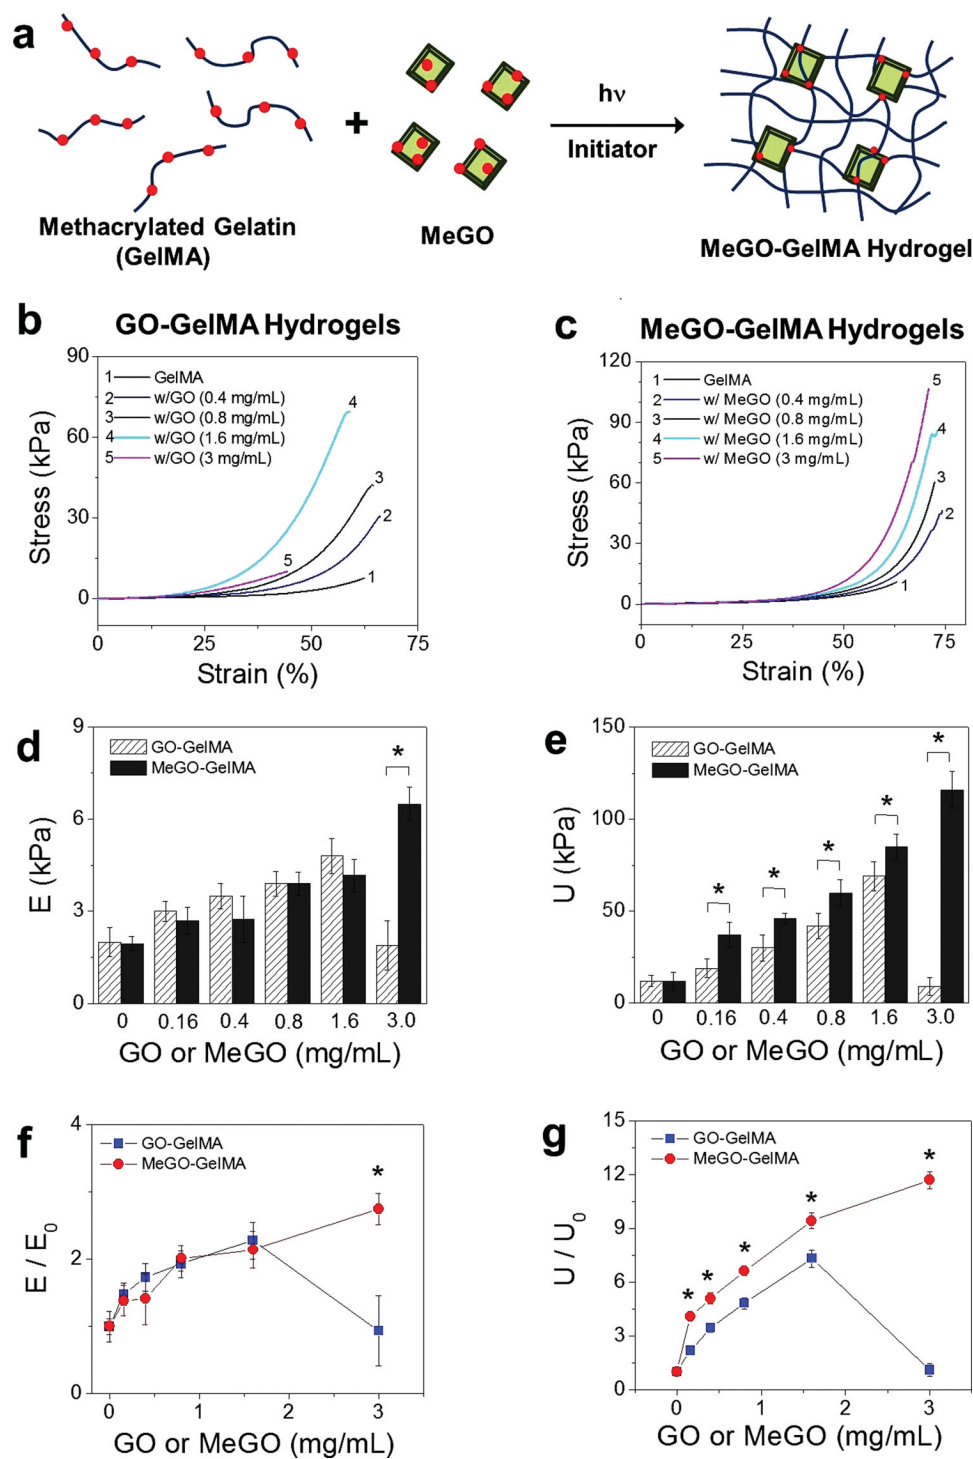 a
Methacrylated Gelatin
(GelMA)
+
MeGO
hν
Initiator
MeGO-GelMA Hydrogel
b
GO-GelMA Hydrogels
Stress (kPa)
90
60
30
0
1 GelMA
2 w/GO (0.4 mg/mL)
3 w/GO (0.8 mg/mL)
4 w/GO (1.6 mg/mL)
5 w/GO (3 mg/mL)
4
3
2
5
1
0 25 50 75
Strain (%)
c
MeGO-GelMA Hydrogels
Stress (kPa)
120
90
60
30
0
1 GelMA
2 w/ MeGO (0.4 mg/mL)
3 w/ MeGO (0.8 mg/mL)
4 w/ MeGO (1.6 mg/mL)
5 w/ MeGO (3 mg/mL)
5
4
3
2
1
0 25 50 75
Strain (%)
d
E (kPa)
9
6
3
0
GO-GelMA
MeGO-GelMA
*
0 0.16 0.4 0.8 1.6 3.0
GO or MeGO (mg/mL)
e
U (kPa)
150
100
50
0
GO-GelMA
MeGO-GelMA
* * * * *
0 0.16 0.4 0.8 1.6 3.0
GO or MeGO (mg/mL)
f
E / E0
4
2
0
GO-GelMA
MeGO-GelMA
*
0 1 2 3
GO or MeGO (mg/mL)
g
U / U0
15
12
9
6
3
0
GO-GelMA
MeGO-GelMA
* * * * *
0 1 2 3
GO or MeGO (mg/mL)